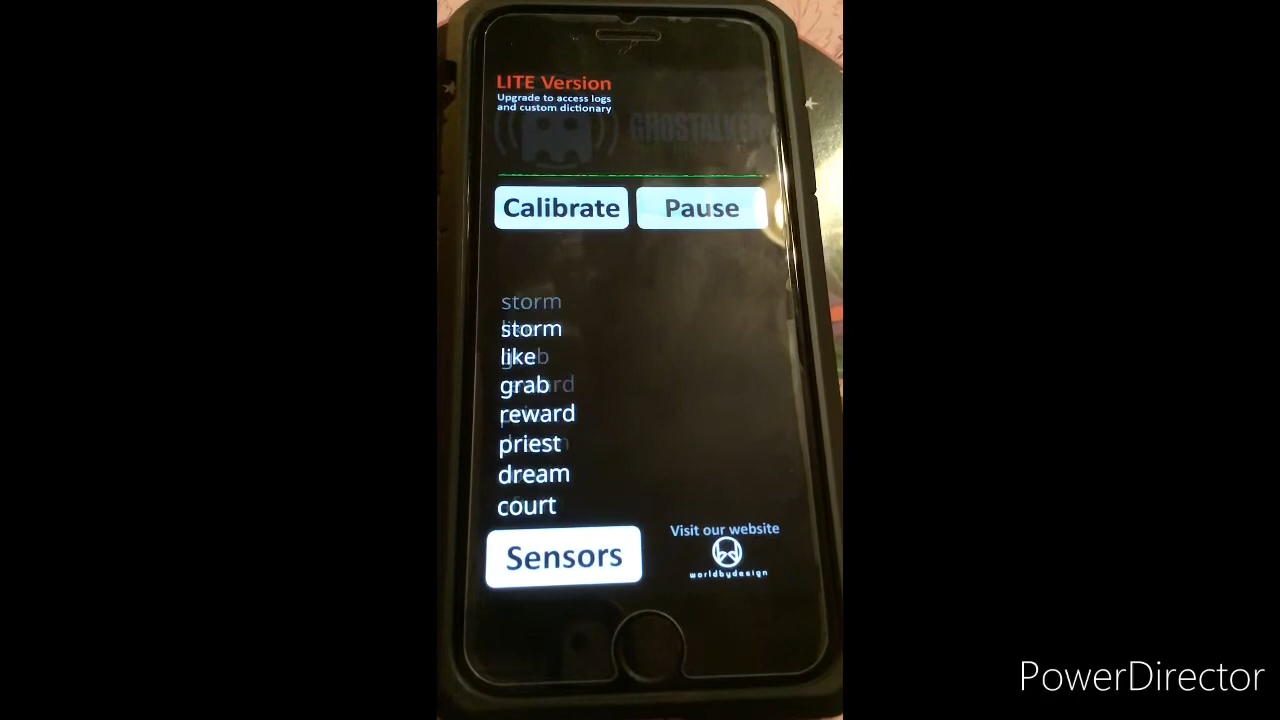 LITE Version
Upgrade to access logs
and custom dictionary
GHOSTALKER
Calibrate Pause
storm
storm
like
grab
reward
priest
dream
court
Sensors
Visit our website
worldbydesign
PowerDirector